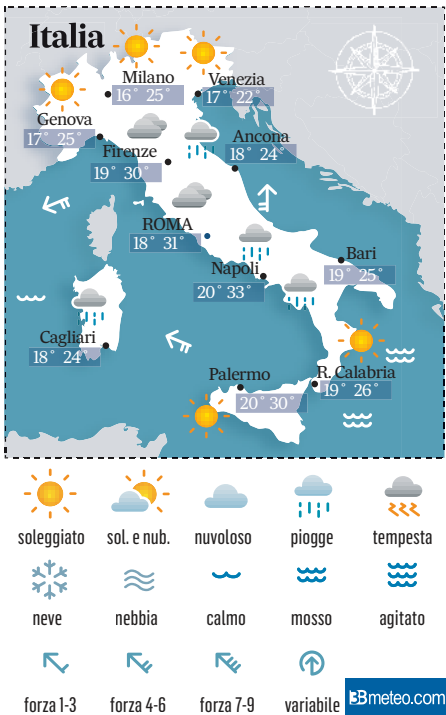 Italia
Milano
16° 25°
Venezia
17° 22°
Genova
17° 25°
Firenze
19° 30°
Ancona
18° 24°
ROMA
18° 31°
Napoli
20° 33°
Bari
19° 25°
Cagliari
18° 24°
Palermo
20° 30°
R. Calabria
19° 26°
soleggiato sol. e nub. nuvoloso piogge tempesta
neve nebbia calmo mosso agitato
forza 1-3 forza 4-6 forza 7-9 variabile
3Bmeteo.com